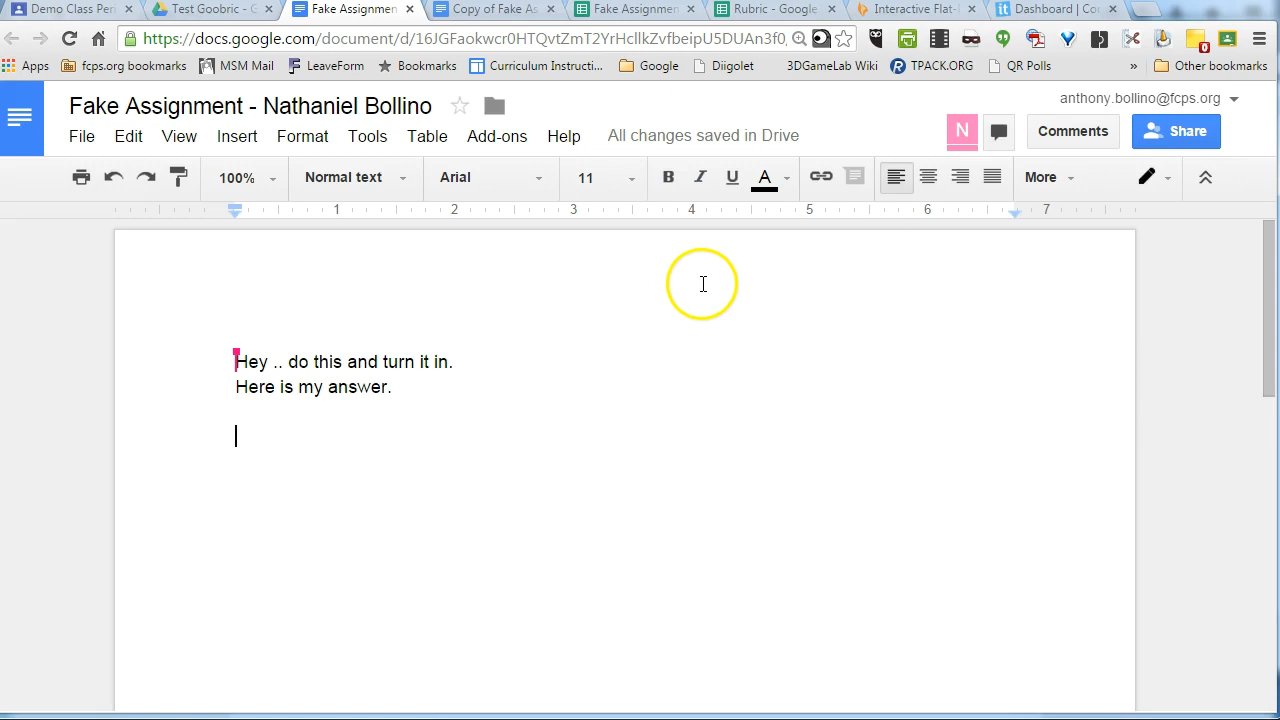 Demo Class Per
Test Goobric - G
Fake Assignmen
Copy of Fake As
Fake Assignmen
Rubric - Google
Interactive Flat-
Dashboard | Co
https://docs.google.com/document/d/
Apps
fcps.org bookmarks
MSM Mail
LeaveForm
Bookmarks
Curriculum Instructi...
Google
Diigolet
3DGameLab Wiki
TPACK.ORG
QR Polls
»
Other bookmarks
Fake Assignment - Nathaniel Bollino
anthony.bollino@fcps.org
File Edit View Insert Format Tools Table Add-ons Help All changes saved in Drive
N
Comments
Share
100%
Normal text
Arial
11
B I U A
More
1 2 3 4 5 6 7
Hey .. do this and turn it in.
Here is my answer.